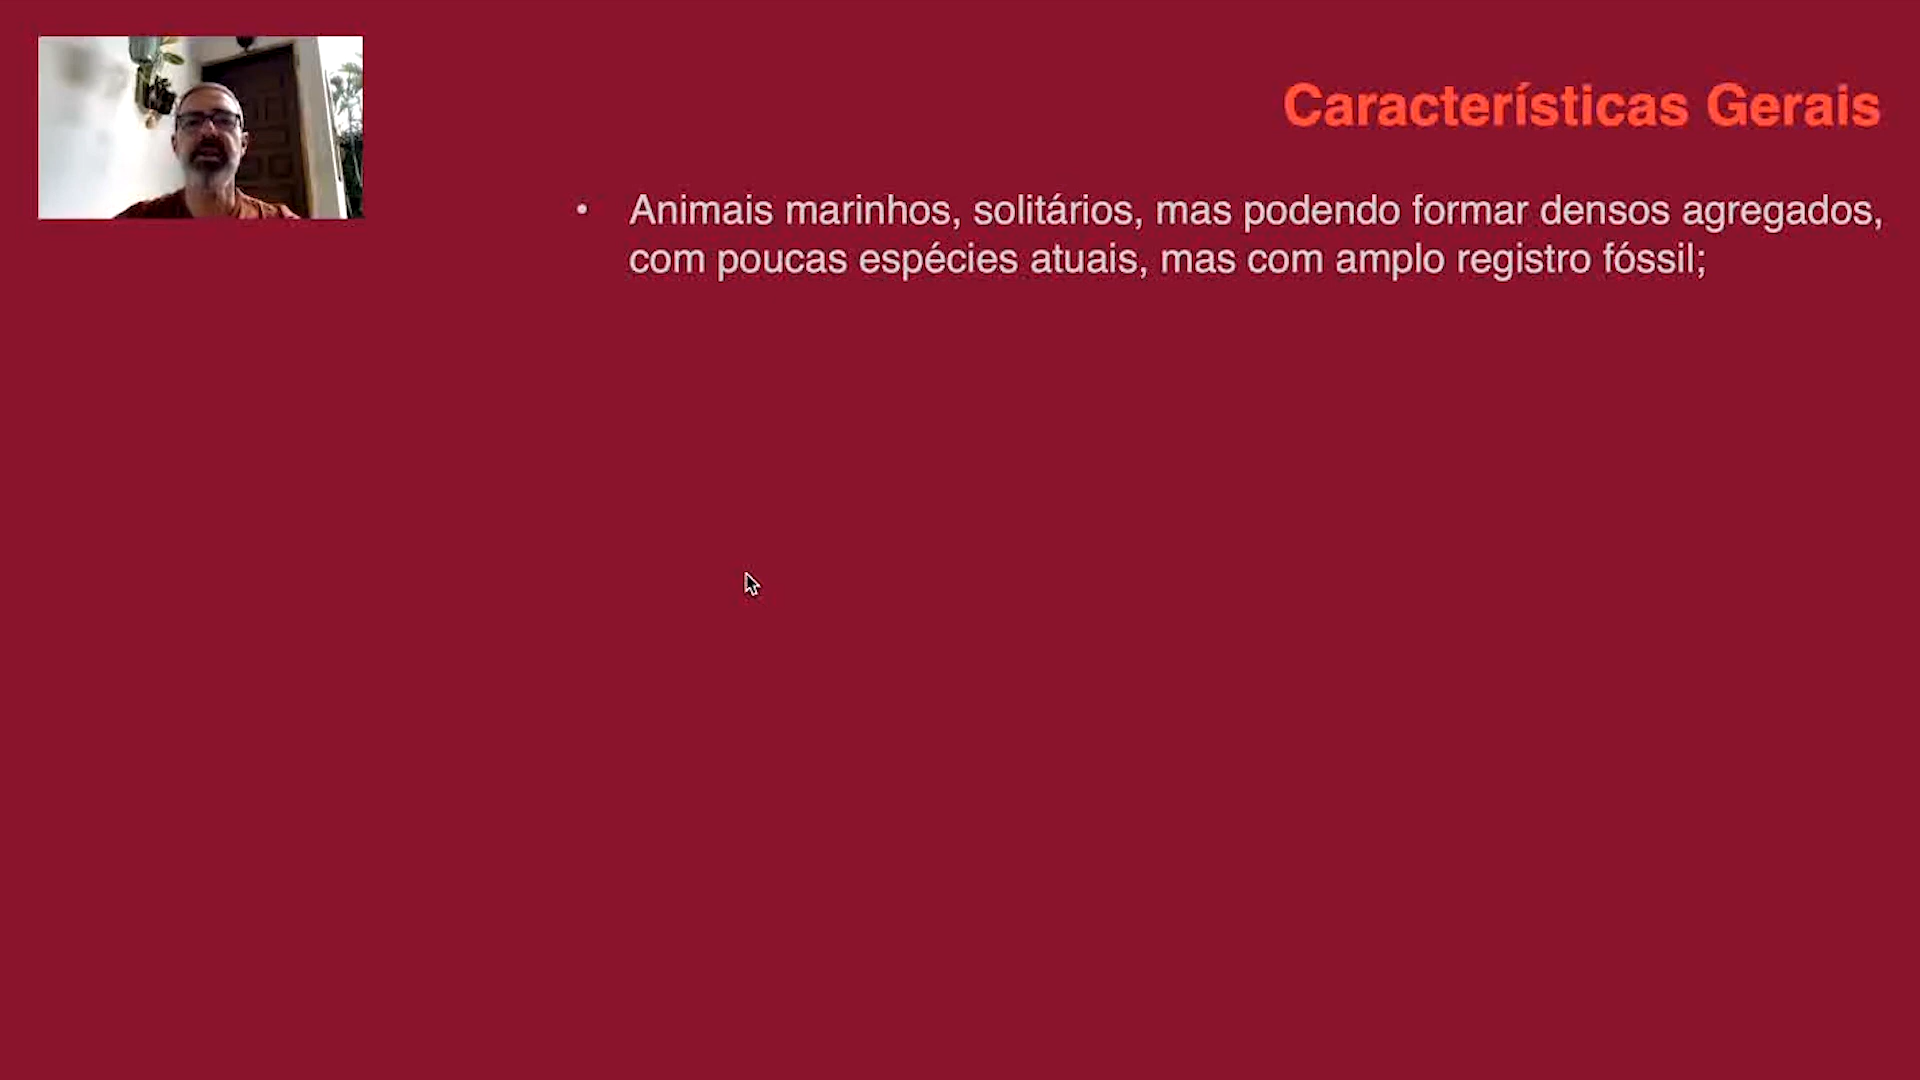 Características Gerais
• Animais marinhos, solitários, mas podendo formar densos agregados,
com poucas espécies atuais, mas com amplo registro fóssil;